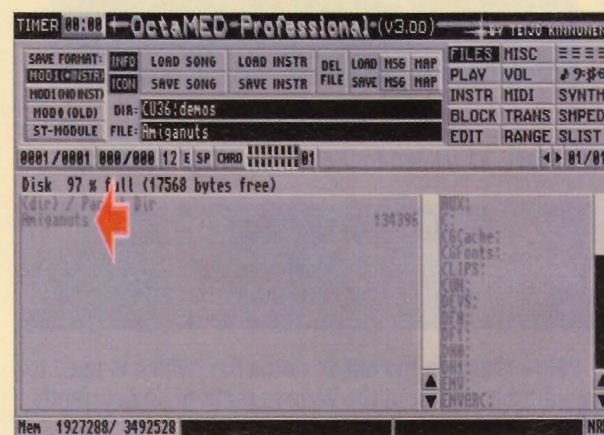 TIMER 00:00 OctaMED Professional (V3.00) BY TEIJO KINNUNEN
SAVE FORMAT: INFO LOAD SONG LOAD INSTR DEL LOAD MSG MAP FILES MISC
MOD1(+INSTR) ICON SAVE SONG SAVE INSTR FILE SAVE MSG MAP PLAY VOL
MOD1(NO INST) INSTR MIDI SYNTH
MOD0 (OLD) DIR: CU36:demos BLOCK TRANS SMPED
ST-MODULE FILE: Amiganuts EDIT RANGE SLIST
0001/0001 000/000 12 E SP CHRD 01 01/01
Disk 97 % full (17568 bytes free)
(dir) / Dir
Amiganuts 134396
AUX:
C:
CGCache:
CGFonts:
CLIPS:
CON:
DEVS:
DF0:
DF1:
DH0:
DH1:
ENV:
ENVARC:
Mem 1927288/ 3492528